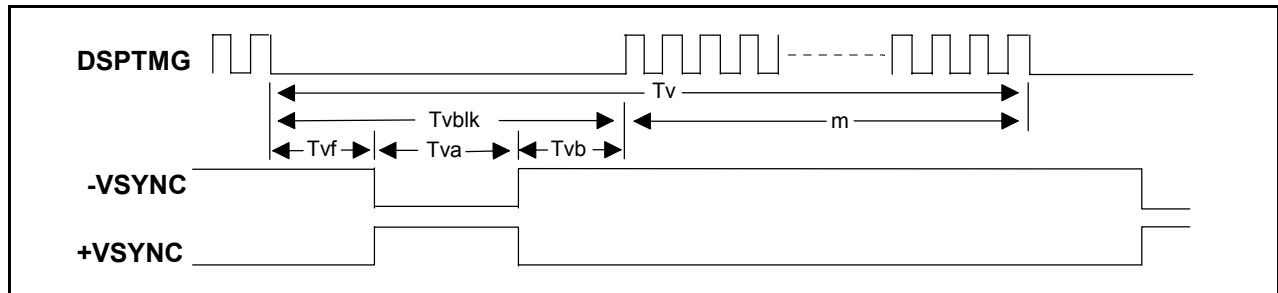 DSPTMG
Tv
Tvblk
m
Tvf
Tva
Tvb
-VSYNC
+VSYNC